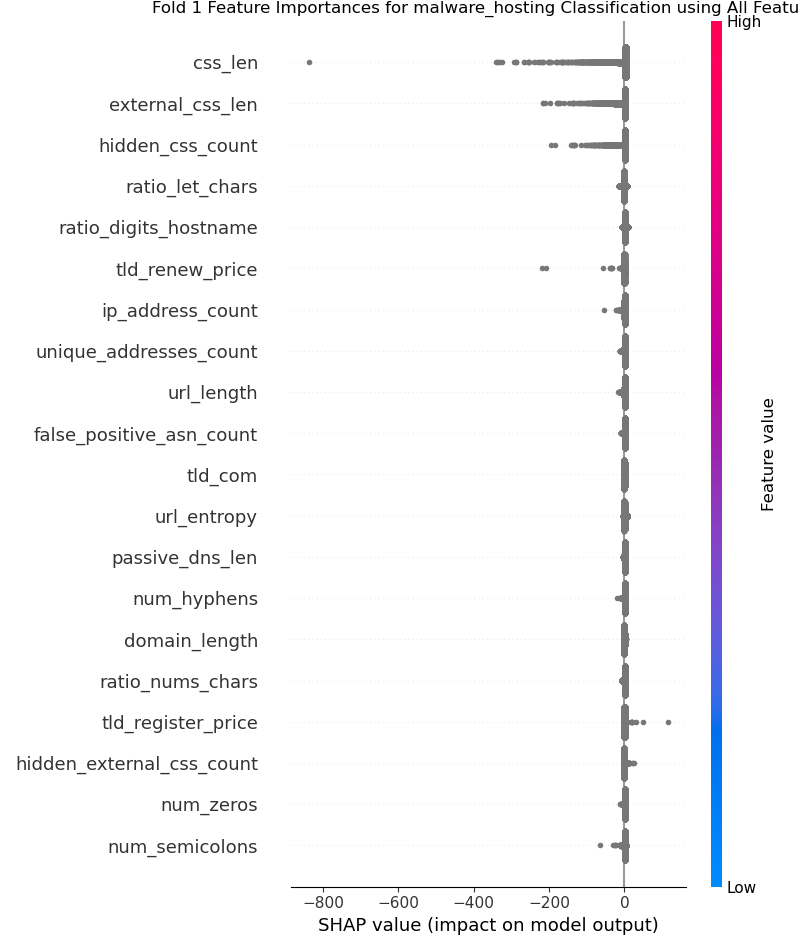 Fold 1 Feature Importances for malware_hosting Classification using All Featu
High
css_len
external_css_len
hidden_css_count
ratio_let_chars
ratio_digits_hostname
tld_renew_price
ip_address_count
unique_addresses_count
url_length
false_positive_asn_count
tld_com
url_entropy
passive_dns_len
num_hyphens
domain_length
ratio_nums_chars
tld_register_price
hidden_external_css_count
num_zeros
num_semicolons
Feature value
Low
−800 −600 −400 −200 0
SHAP value (impact on model output)